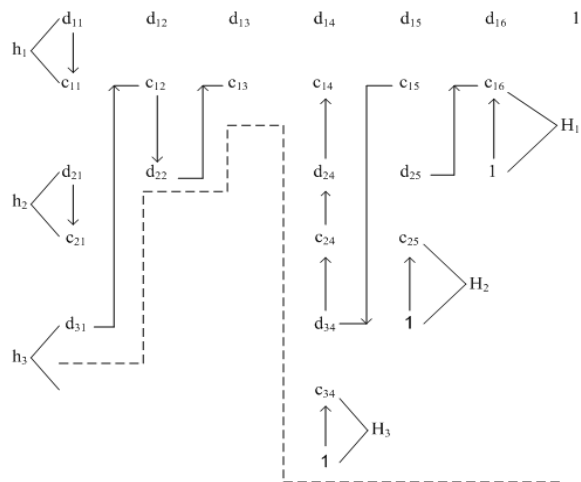 d₁₁ d₁₂ d₁₃ d₁₄ d₁₅ d₁₆ 1
h₁
c₁₁ c₁₂ c₁₃ c₁₄ c₁₅ c₁₆
H₁
d₂₁ d₂₂ d₂₄ d₂₅ 1
h₂
c₂₁ c₂₄ c₂₅
H₂
d₃₁ d₃₄ 1
h₃
c₃₄
H₃
1